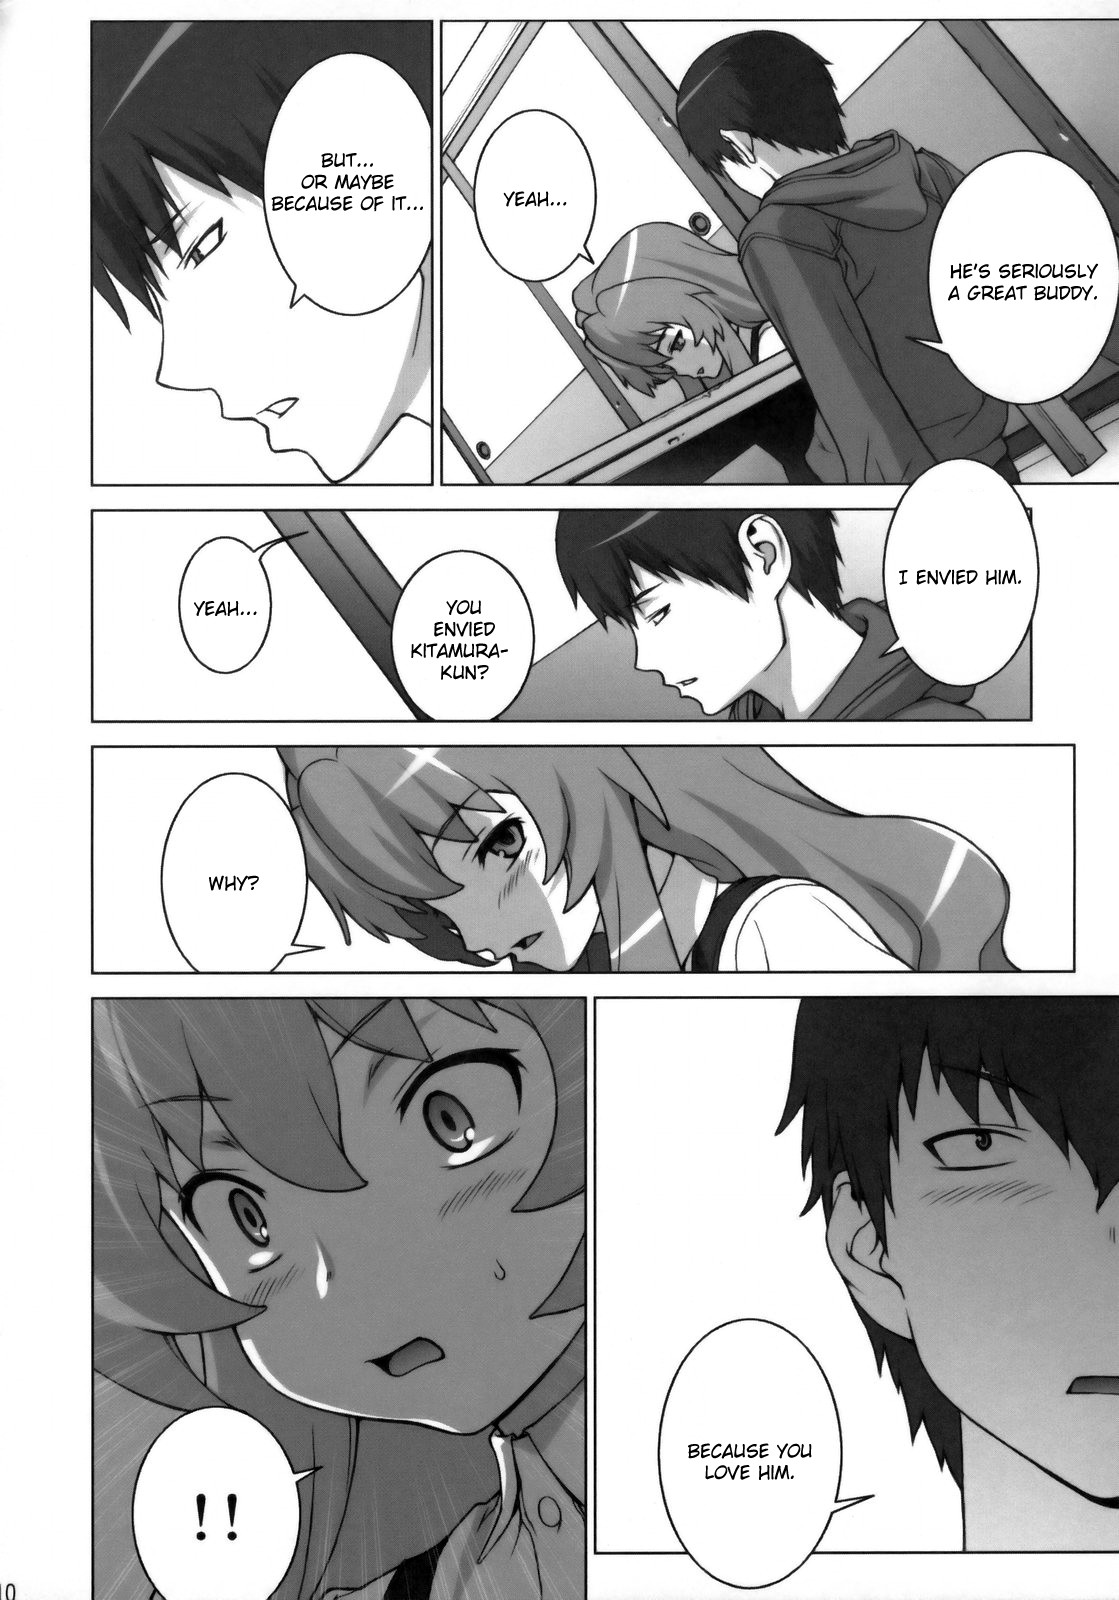 HE'S SERIOUSLY
A GREAT BUDDY.
YEAH...
BUT...
OR MAYBE
BECAUSE OF IT...
I ENVIED HIM.
YOU
ENVIED
KITAMURA-
KUN?
YEAH...
WHY?
BECAUSE YOU
LOVE HIM.
!!
10